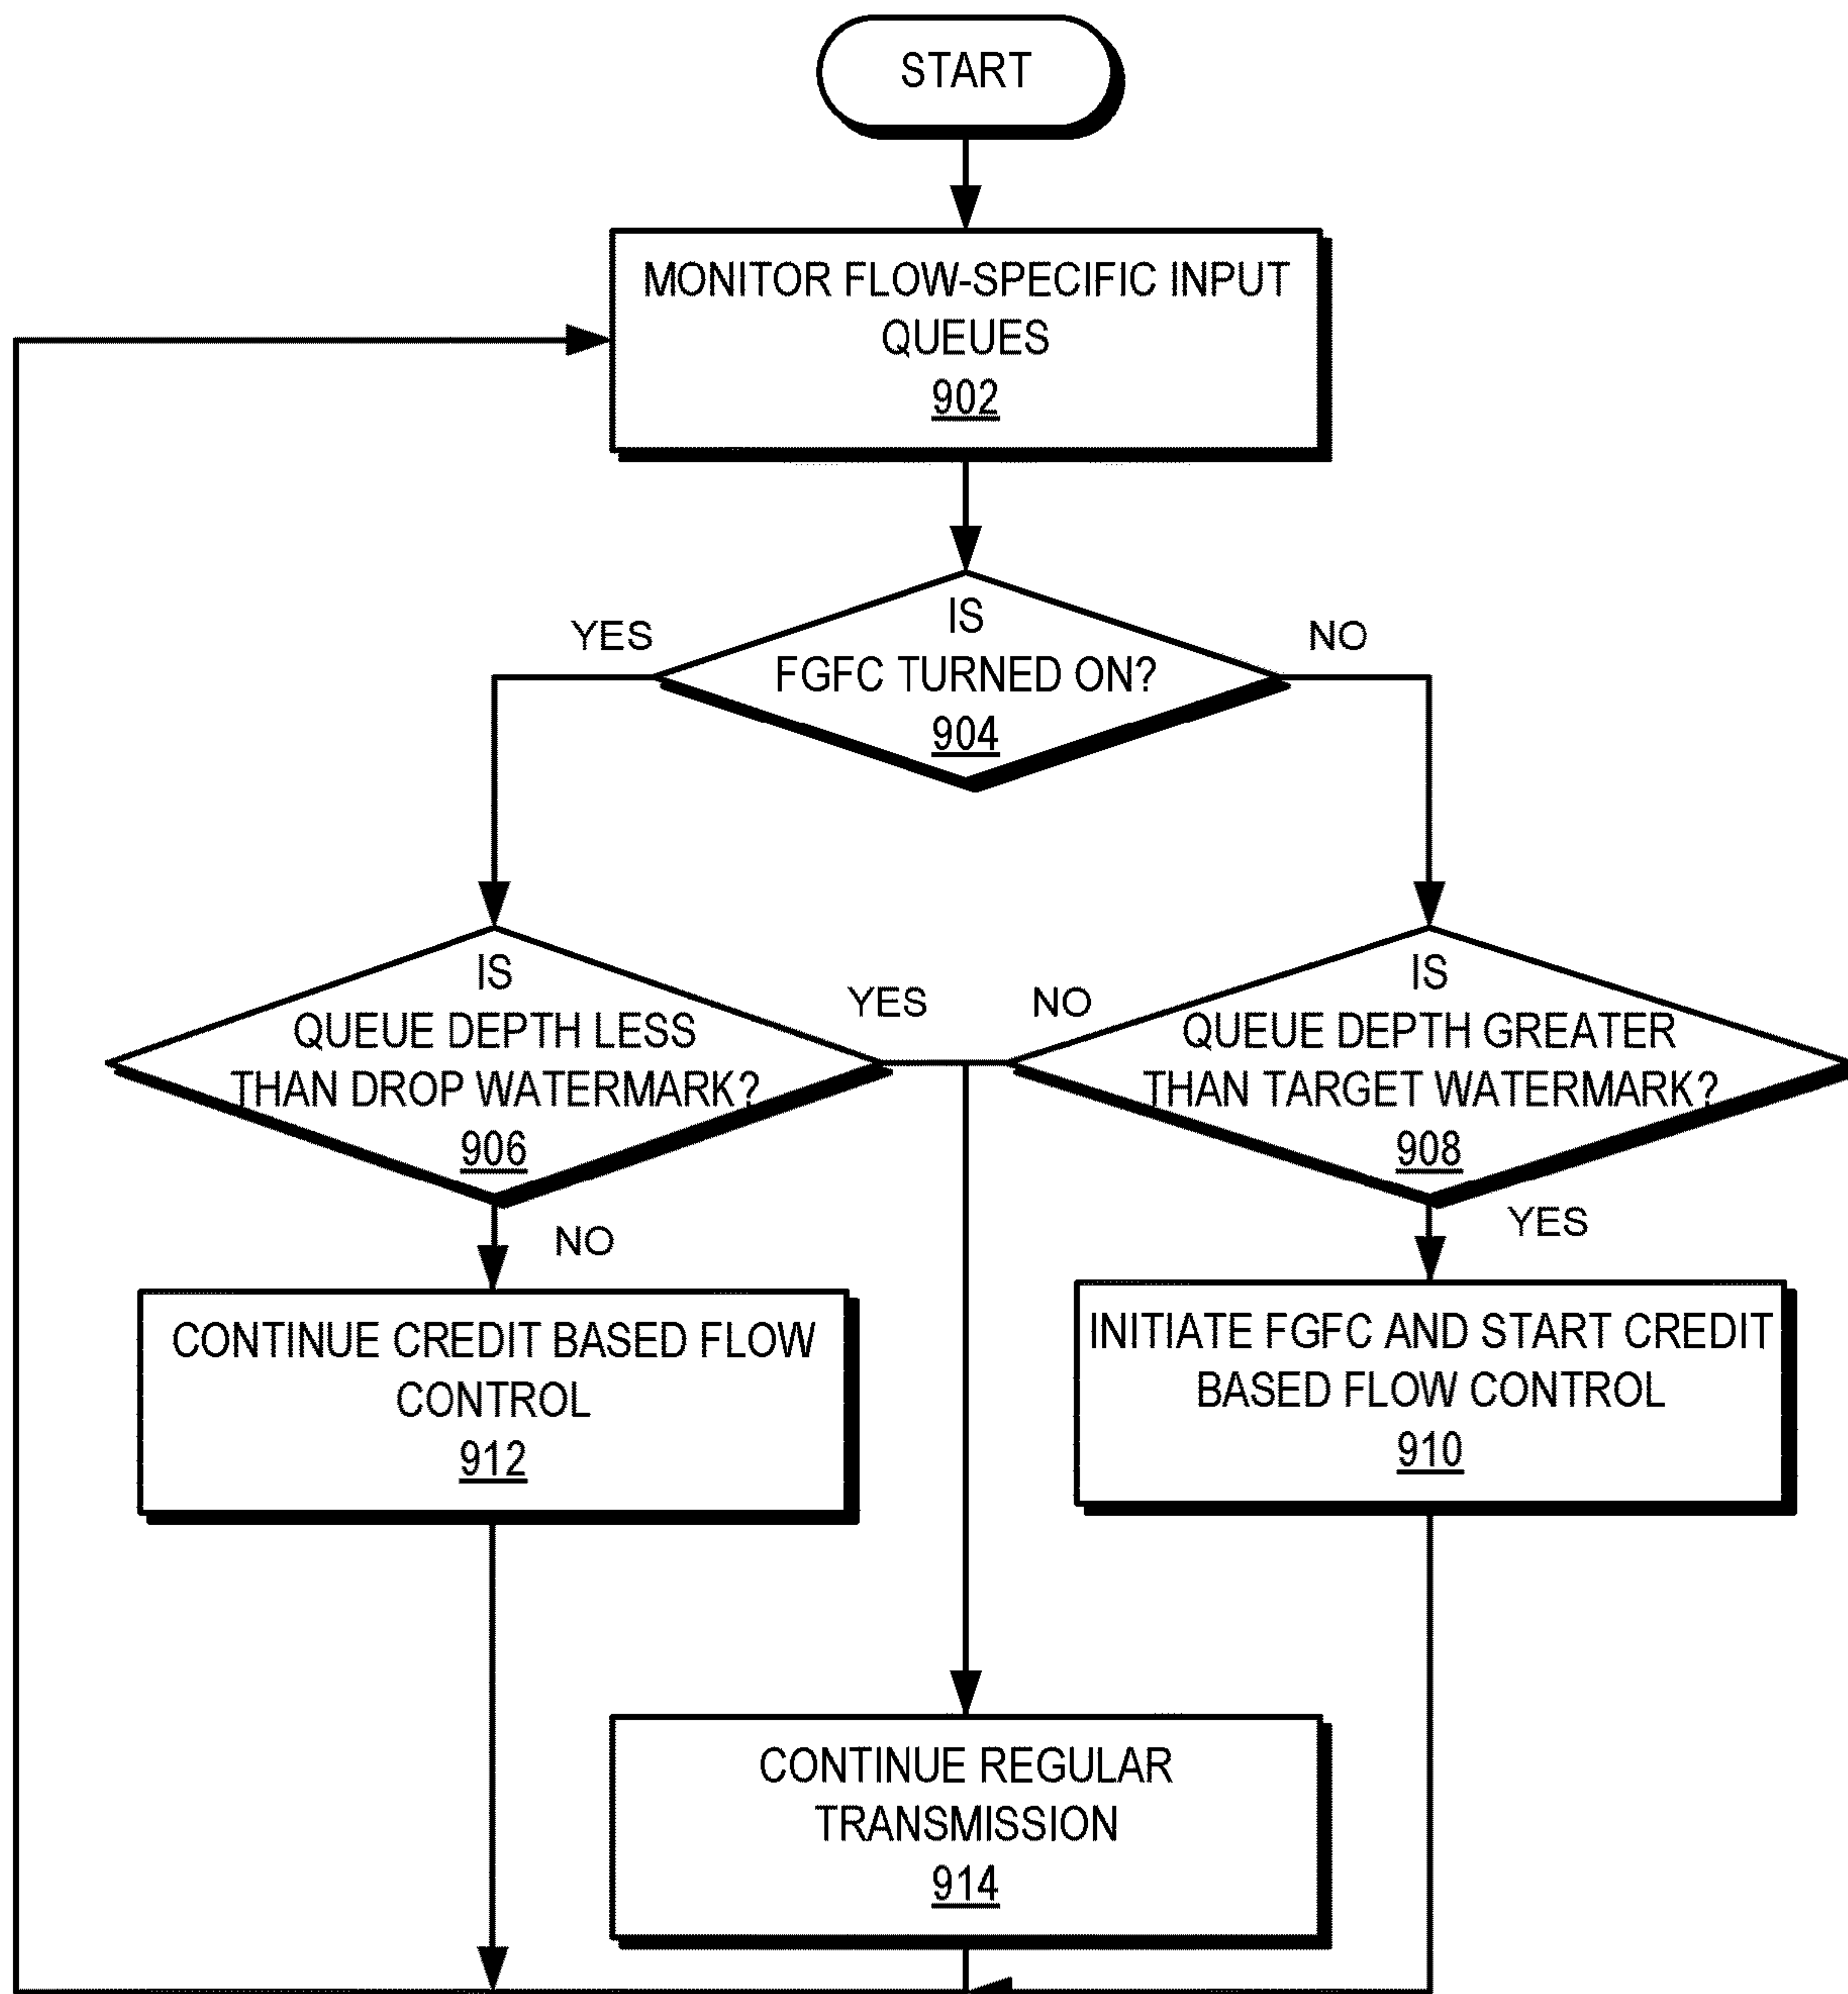 START
MONITOR FLOW-SPECIFIC INPUT
QUEUES
902
YES
NO
IS
FGFC TURNED ON?
904
IS
QUEUE DEPTH LESS
THAN DROP WATERMARK?
906
YES
NO
IS
QUEUE DEPTH GREATER
THAN TARGET WATERMARK?
908
NO
YES
CONTINUE CREDIT BASED FLOW
CONTROL
912
INITIATE FGFC AND START CREDIT
BASED FLOW CONTROL
910
CONTINUE REGULAR
TRANSMISSION
914